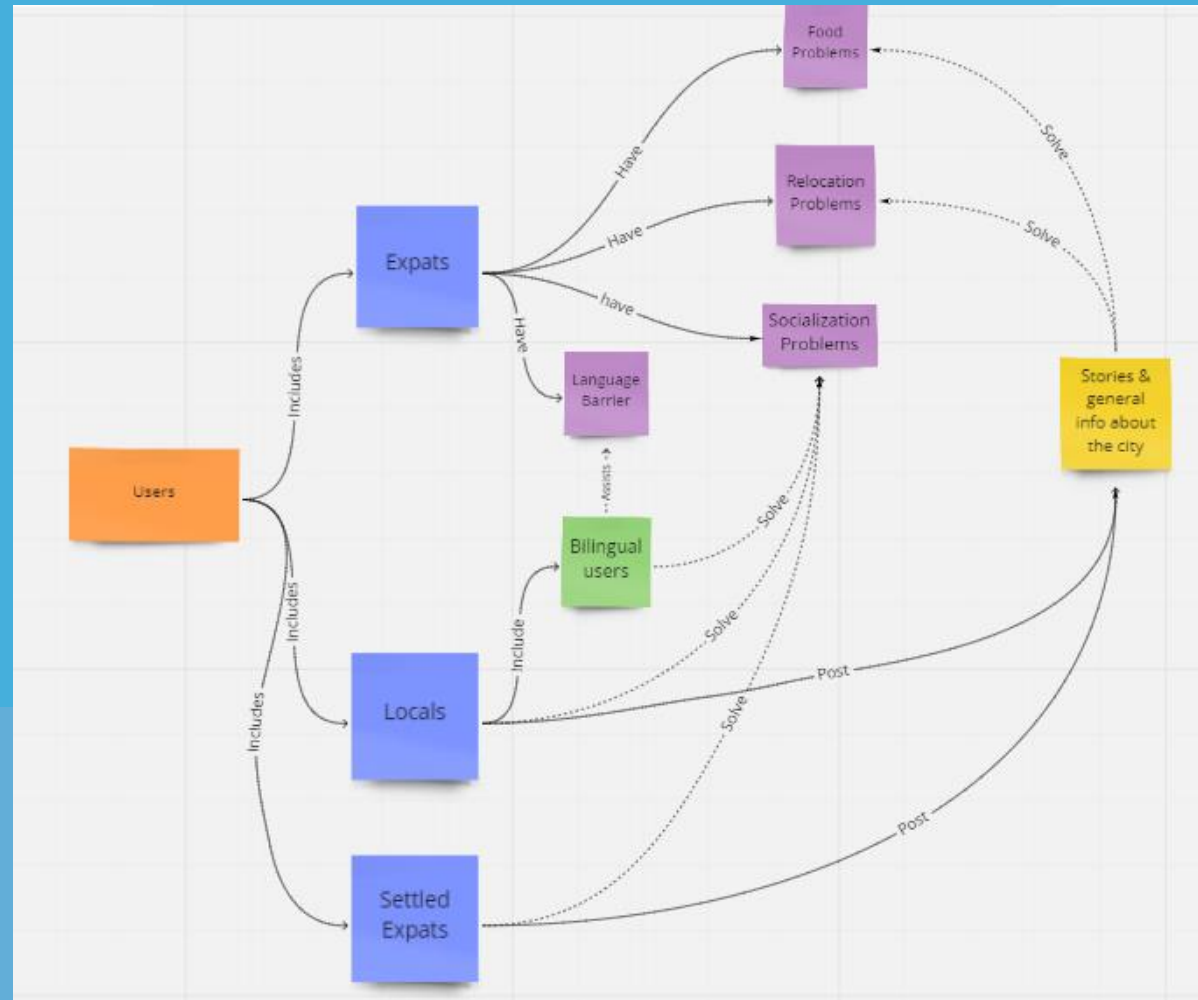 Food
Problems
Have
Solve
Relocation
Problems
Have
Solve
Expats
have
Socialization
Problems
Have
Language
Barrier
Stories &
general
info about
the city
Includes
Users
Assists
Solve
Bilingual
users
Includes
Include
Solve
Post
Locals
Includes
Solve
Post
Settled
Expats